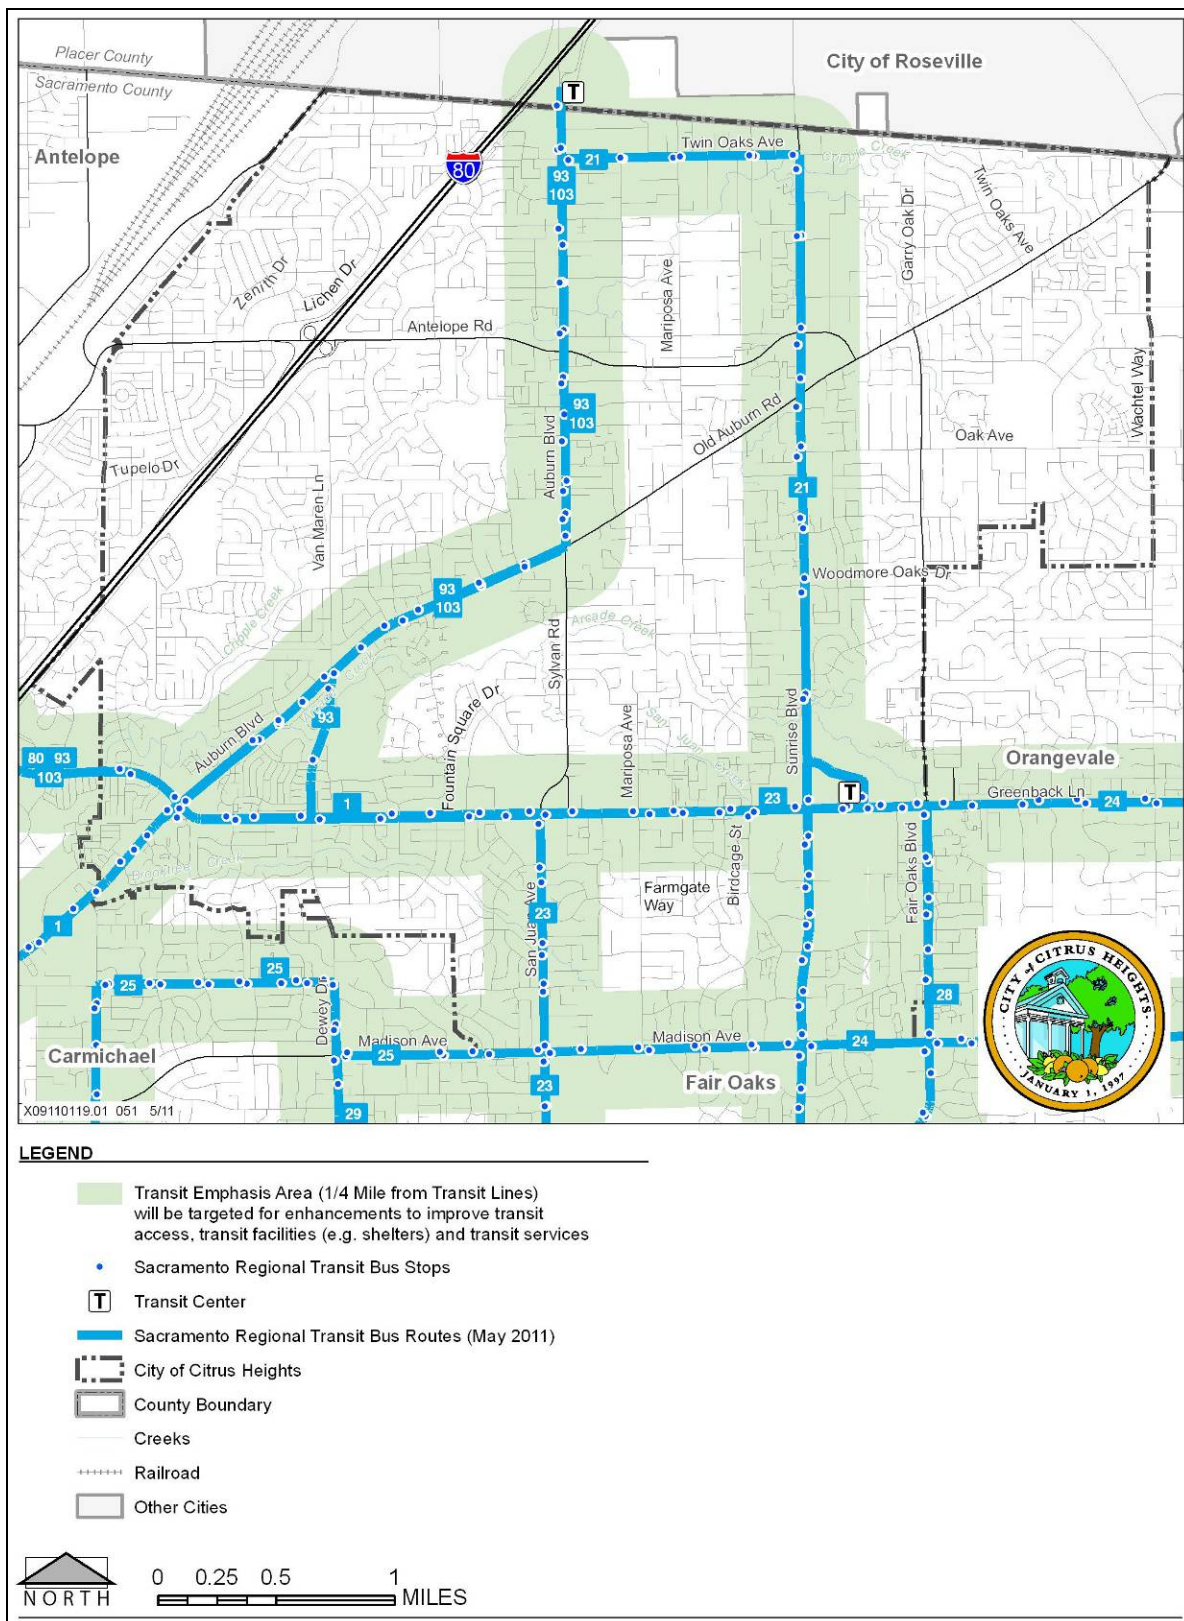 Placer County
Sacramento County
City of Roseville
T
Antelope
80
Twin Oaks Ave
21
Cripple Creek
93
103
Twin Oaks Ave
Garry Oak Dr
Zenith Dr
Lichen Dr
Mariposa Ave
Antelope Rd
Wachtel Way
93
103
Auburn Blvd
Old Auburn Rd
Oak Ave
Tupelo Dr
Van Maren Ln
21
Woodmore Oaks Dr
93
103
Cripple Creek
Arcade Creek
Sylvan Rd
Creek
Fountain Square Dr
93
Auburn Blvd
Mariposa Ave
San Juan Creek
Sunrise Blvd
80 93
103
Orangevale
T
Greenback Ln
1
23
24
Brooktree Creek
Birdcage St
Fair Oaks Blvd
Farmgate
Way
San Juan Ave
23
1
CITY of CITRUS HEIGHTS
JANUARY 1, 1997
25
25
28
Dewey Dr
Carmichael
Madison Ave
25
Madison Ave
24
Fair Oaks
23
29
X09110119.01 051 5/11
LEGEND
Transit Emphasis Area (1/4 Mile from Transit Lines)
will be targeted for enhancements to improve transit
access, transit facilities (e.g. shelters) and transit services
Sacramento Regional Transit Bus Stops
T
Transit Center
Sacramento Regional Transit Bus Routes (May 2011)
City of Citrus Heights
County Boundary
Creeks
Railroad
Other Cities
NORTH
0 0.25 0.5 1
MILES